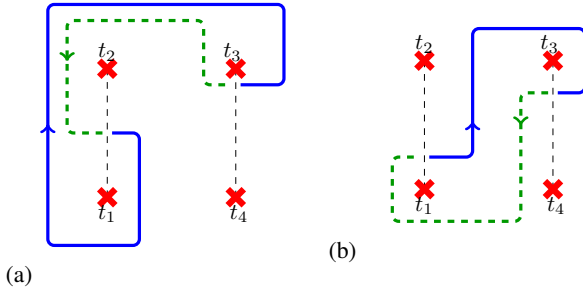 t₂ t₃
t₁ t₄
(a)
t₂ t₃
t₁ t₄
(b)